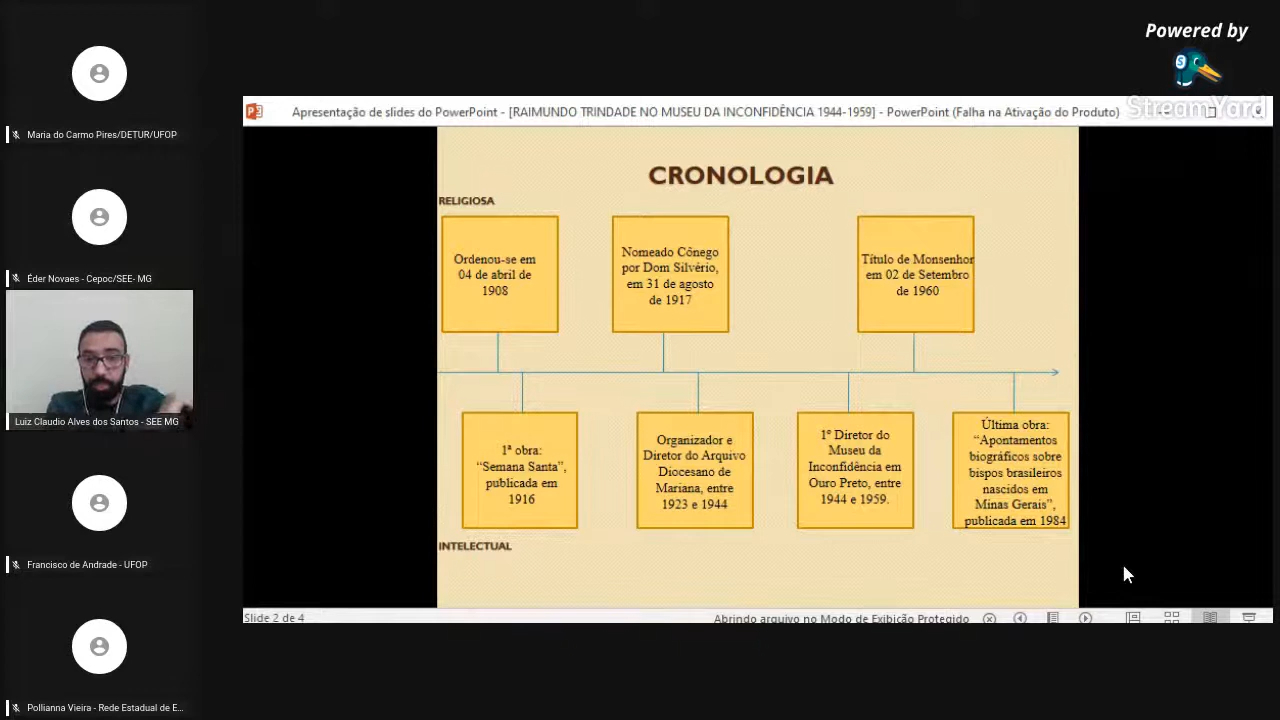 Powered by
StreamYard
Maria do Carmo Pires/DETUR/UFOP
Éder Novaes - Cepoc/SEE- MG
Luiz Claudio Alves dos Santos - SEE MG
Francisco de Andrade - UFOP
Pollianna Vieira - Rede Estadual de E...
Apresentação de slides do PowerPoint - [RAIMUNDO TRINDADE NO MUSEU DA INCONFIDÊNCIA 1944-1959] - PowerPoint (Falha na Ativação do Produto)
CRONOLOGIA
RELIGIOSA
Ordenou-se em
04 de abril de
1908
Nomeado Cônego
por Dom Silvério,
em 31 de agosto
de 1917
Título de Monsenhor
em 02 de Setembro
de 1960
1ª obra:
“Semana Santa”,
publicada em
1916
Organizador e
Diretor do Arquivo
Diocesano de
Mariana, entre
1923 e 1944
1º Diretor do
Museu da
Inconfidência em
Ouro Preto, entre
1944 e 1959.
Última obra:
“Apontamentos
biográficos sobre
bispos brasileiros
nascidos em
Minas Gerais”,
publicada em 1984
INTELECTUAL
Slide 2 de 4
Abrindo arquivo no Modo de Exibição Protegido